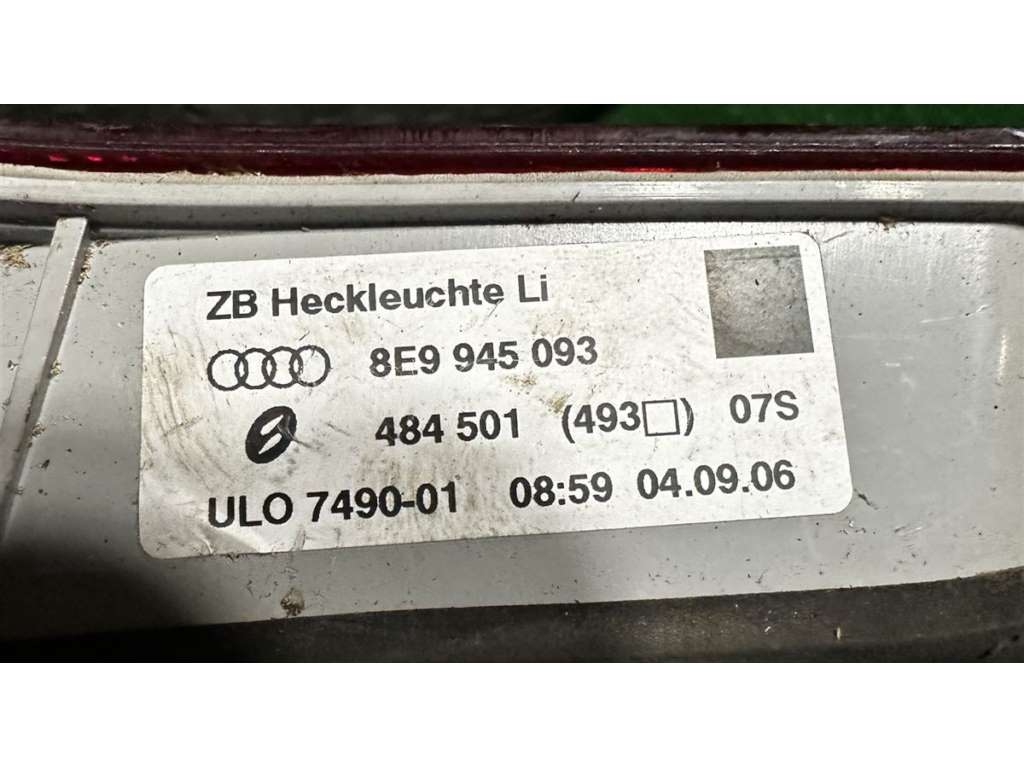 ZB Heckleuchte Li
8E9 945 093
484 501 (493□) 07S
ULO 7490-01 08:59 04.09.06